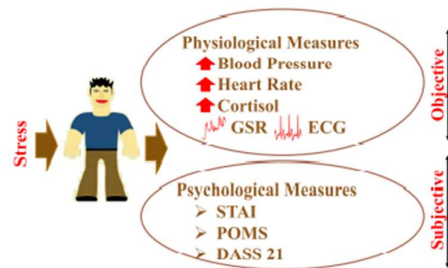 Stress
Physiological Measures
Blood Pressure
Heart Rate
Cortisol
GSR ECG
Objective
Psychological Measures
➢ STAI
➢ POMS
➢ DASS 21
Subjective